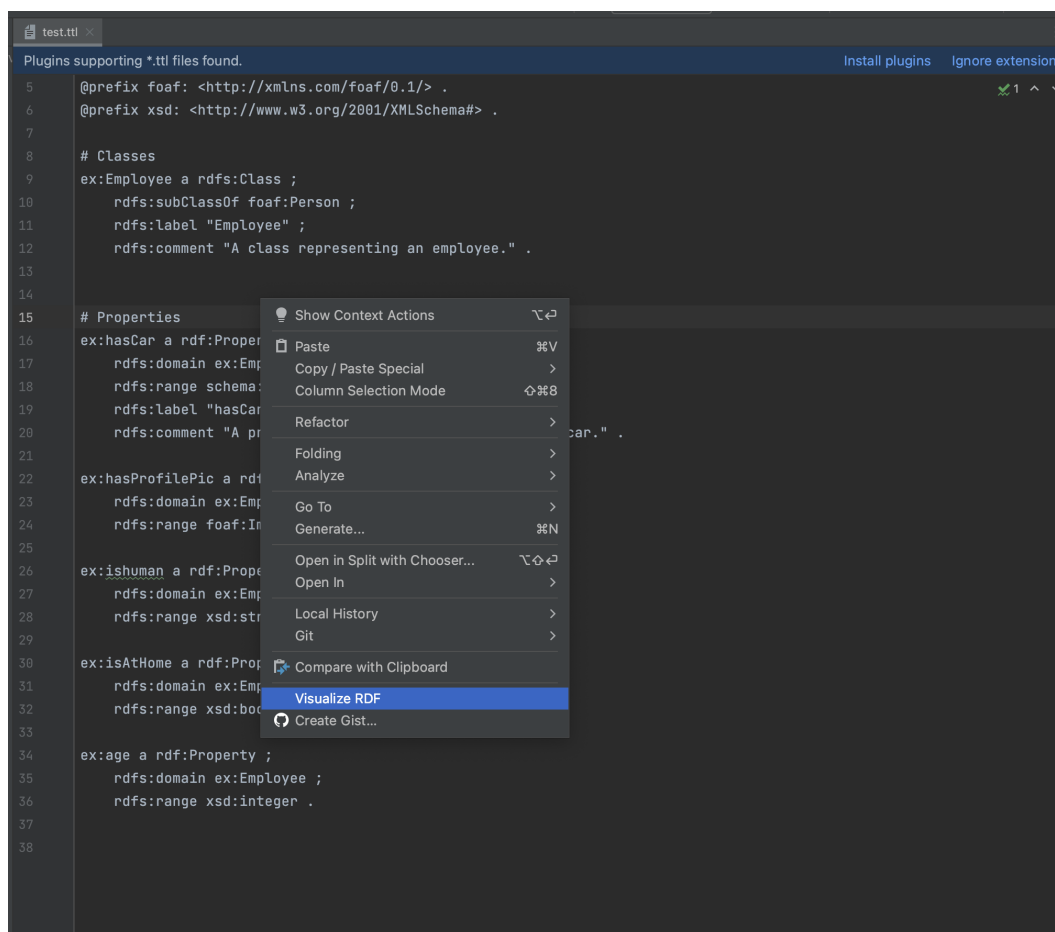 test.ttl
Plugins supporting *.ttl files found. Install plugins Ignore extension
5 @prefix foaf: <http://xmlns.com/foaf/0.1/> . 1
6 @prefix xsd: <http://www.w3.org/2001/XMLSchema#> .
7
8 # Classes
9 ex:Employee a rdfs:Class ;
10 rdfs:subClassOf foaf:Person ;
11 rdfs:label "Employee" ;
12 rdfs:comment "A class representing an employee." .
13
14
15 # Properties
16 ex:hasCar a rdf:Proper
17 rdfs:domain ex:Emp
18 rdfs:range schema:
19 rdfs:label "hasCar
20 rdfs:comment "A pr car." .
21
22 ex:hasProfilePic a rdf
23 rdfs:domain ex:Emp
24 rdfs:range foaf:Im
25
26 ex:ishuman a rdf:Prope
27 rdfs:domain ex:Emp
28 rdfs:range xsd:str
29
30 ex:isAtHome a rdf:Prop
31 rdfs:domain ex:Emp
32 rdfs:range xsd:boo
33
34 ex:age a rdf:Property ;
35 rdfs:domain ex:Employee ;
36 rdfs:range xsd:integer .
37
38
Show Context Actions ⌥⏎
Paste ⌘V
Copy / Paste Special
Column Selection Mode ⇧⌘8
Refactor
Folding
Analyze
Go To
Generate... ⌘N
Open in Split with Chooser... ⌥⇧⏎
Open In
Local History
Git
Compare with Clipboard
Visualize RDF
Create Gist...